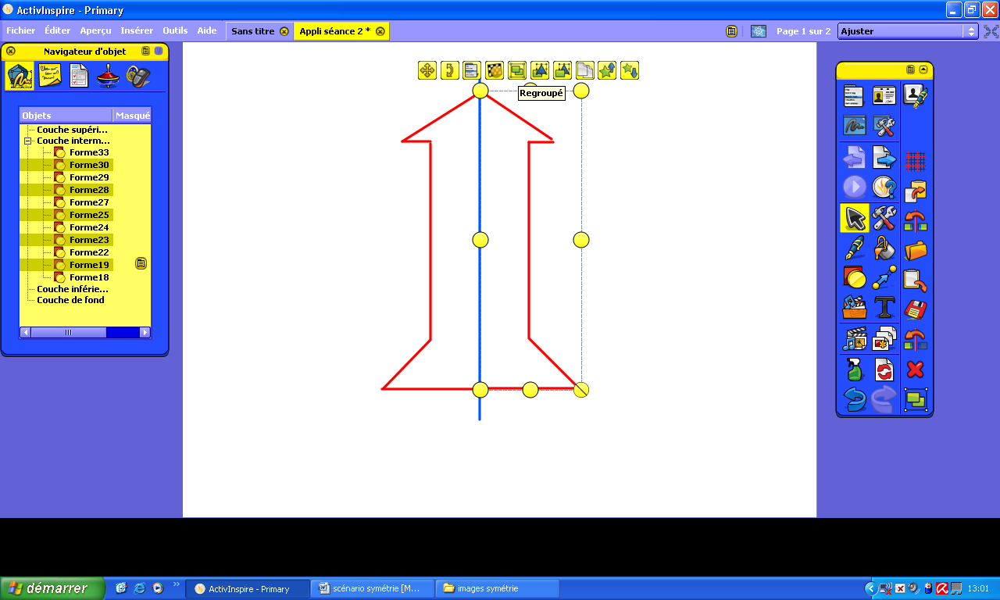 ActivInspire - Primary
Fichier Éditer Aperçu Insérer Outils Aide
Sans titre
Appli séance 2 *
Page 1 sur 2
Ajuster
Navigateur d'objet
Objets Masqué
Couche supéri...
Couche interm...
Forme33
Forme30
Forme29
Forme28
Forme27
Forme25
Forme24
Forme23
Forme22
Forme19
Forme18
Couche inférie...
Couche de fond
Regroupé
démarrer
ActivInspire - Primary
scénario symétrie [M...
images symétrie
13:01